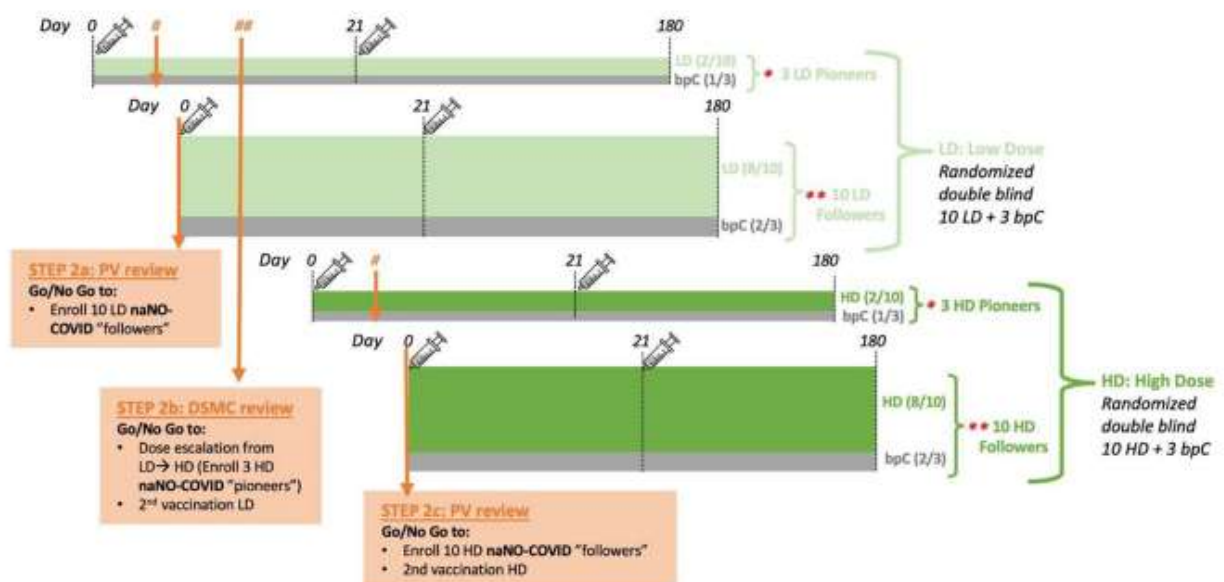 Day 0 # ## 21 180
LD (2/10)
bpC (1/3)
* 3 LD Pioneers
Day 0 21 180
LD (8/10)
bpC (2/3)
** 10 LD
Followers
LD: Low Dose
Randomized
double blind
10 LD + 3 bpC
STEP 2a: PV review
Go/No Go to:
• Enroll 10 LD naNO-
COVID "followers"
Day 0 # 21 180
HD (2/10)
bpC (1/3)
* 3 HD Pioneers
Day 0 21 180
HD (8/10)
bpC (2/3)
** 10 HD
Followers
HD: High Dose
Randomized
double blind
10 HD + 3 bpC
STEP 2b: DSMC review
Go/No Go to:
• Dose escalation from
LD→ HD (Enroll 3 HD
naNO-COVID "pioneers")
• 2nd vaccination LD
STEP 2c: PV review
Go/No Go to:
• Enroll 10 HD naNO-COVID "followers"
• 2nd vaccination HD